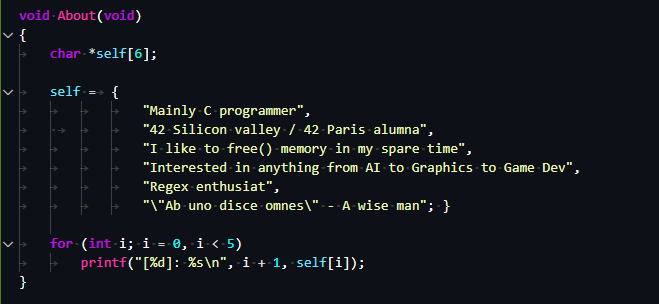 void About(void)
{
char *self[6];
self = {
"Mainly C programmer",
"42 Silicon valley / 42 Paris alumna",
"I like to free() memory in my spare time",
"Interested in anything from AI to Graphics to Game Dev",
"Regex enthusiat",
"\"Ab uno disce omnes\" - A wise man"; }
for (int i; i = 0, i < 5)
printf("[%d]: %s\n", i + 1, self[i]);
}